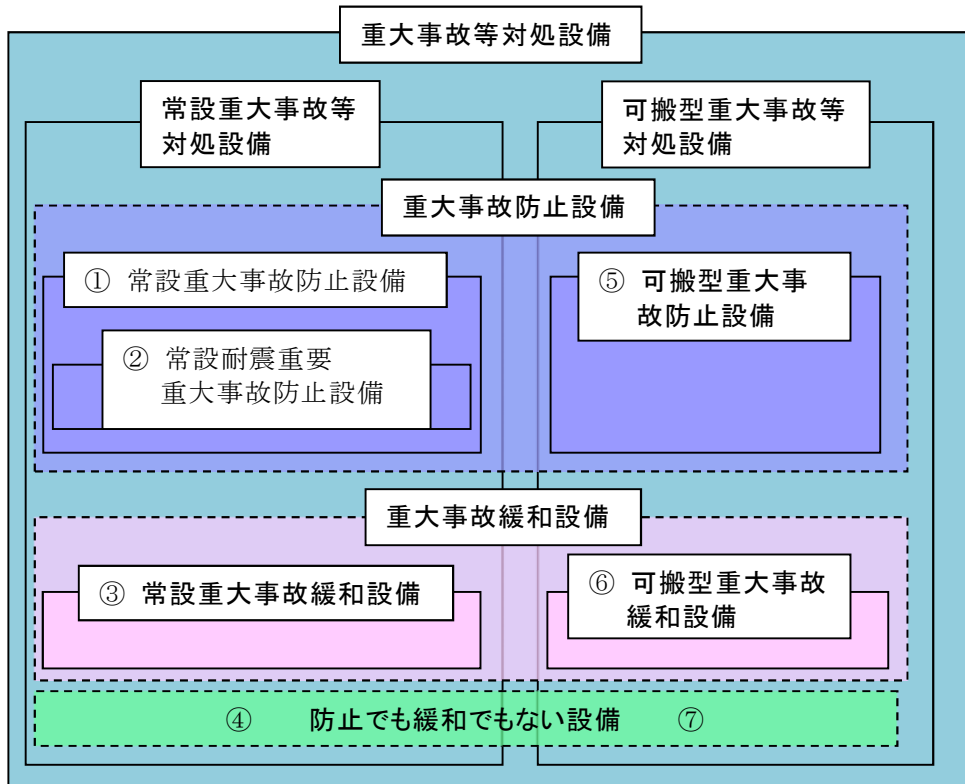 重大事故等対処設備
常設重大事故等
対処設備
可搬型重大事故等
対処設備
重大事故防止設備
① 常設重大事故防止設備
② 常設耐震重要
重大事故防止設備
⑤ 可搬型重大事
故防止設備
重大事故緩和設備
③ 常設重大事故緩和設備
⑥ 可搬型重大事故
緩和設備
④ 防止でも緩和でもない設備 ⑦